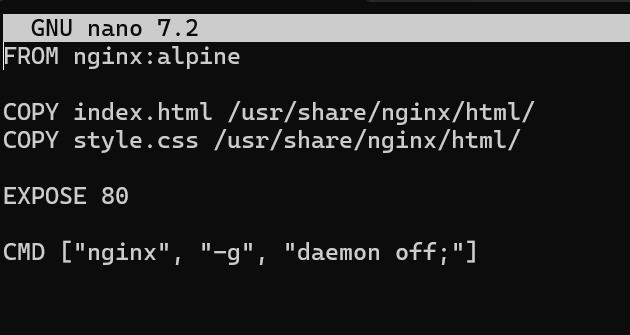 GNU nano 7.2
FROM nginx:alpine
COPY index.html /usr/share/nginx/html/
COPY style.css /usr/share/nginx/html/
EXPOSE 80
CMD ["nginx", "-g", "daemon off;"]